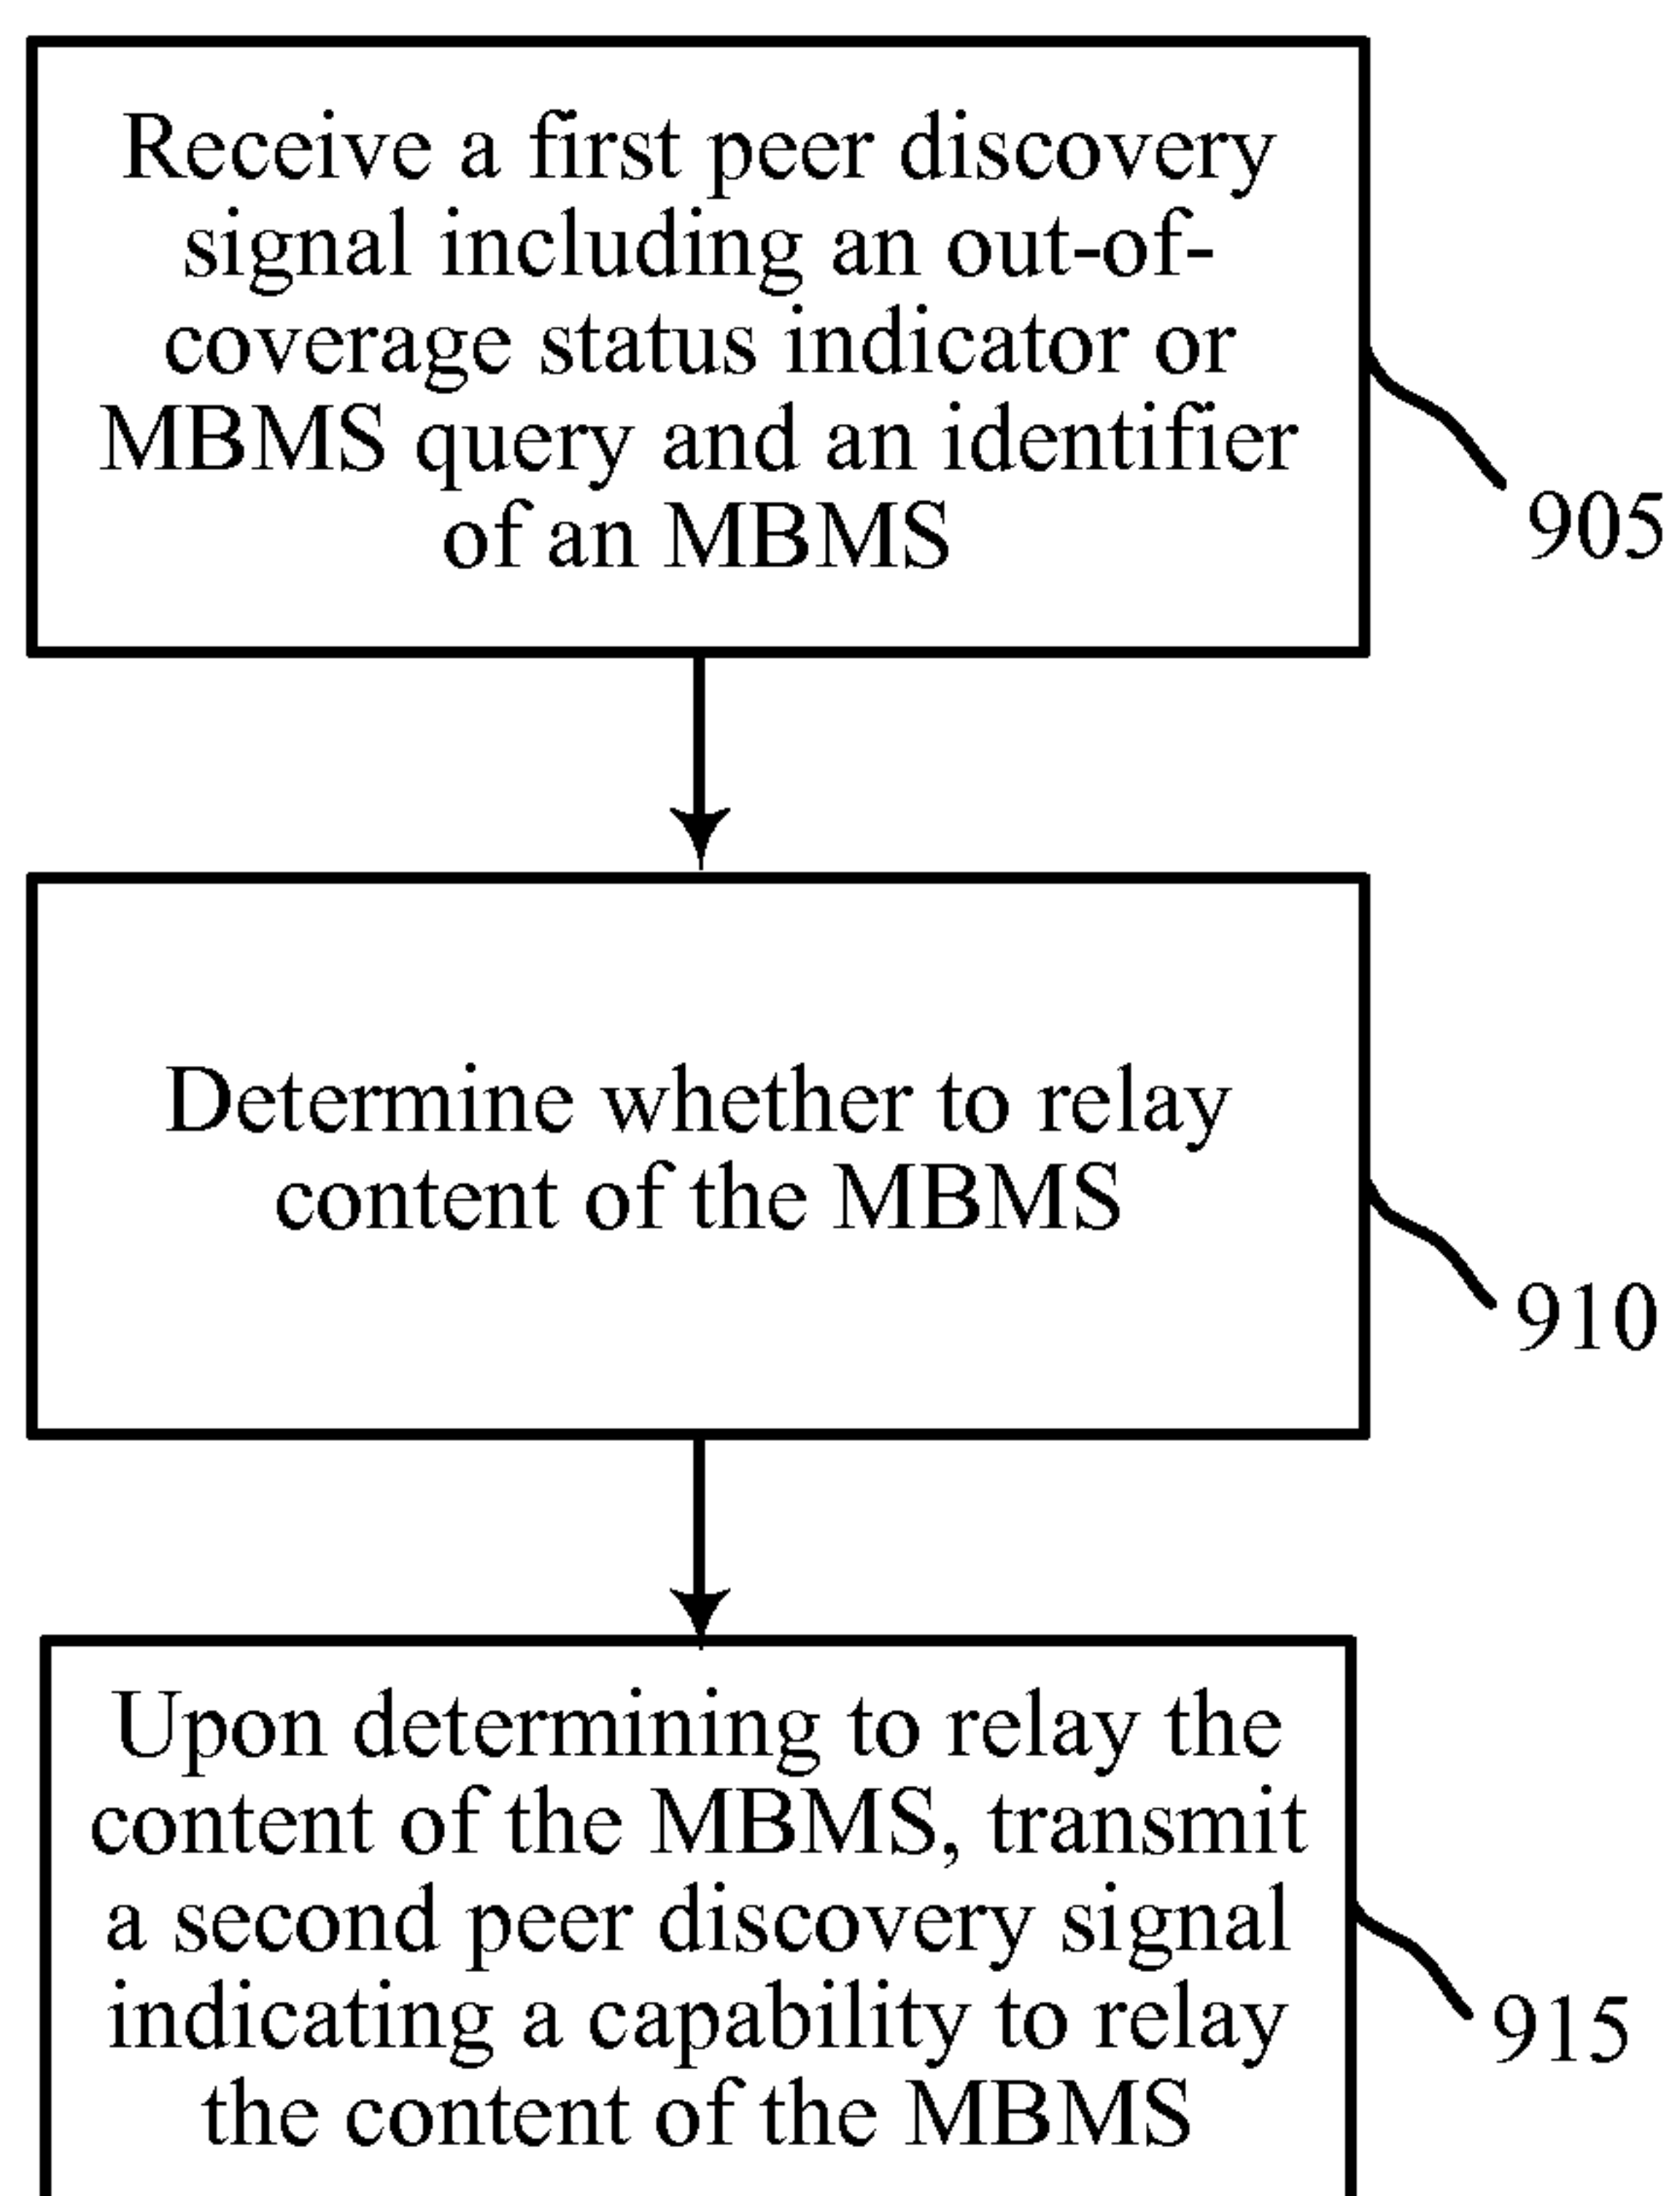 Receive a first peer discovery
signal including an out-of-
coverage status indicator or
MBMS query and an identifier
of an MBMS
905
Determine whether to relay
content of the MBMS
910
Upon determining to relay the
content of the MBMS, transmit
a second peer discovery signal
indicating a capability to relay
the content of the MBMS
915